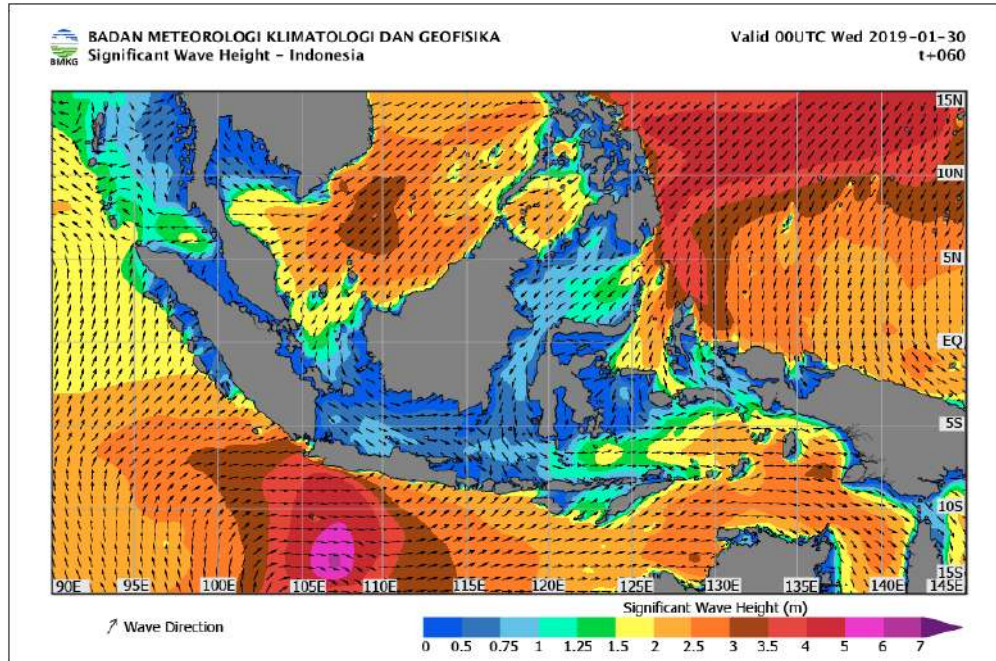 BADAN METEOROLOGI KLIMATOLOGI DAN GEOFISIKA
Significant Wave Height - Indonesia
BMKG
Valid 00UTC Wed 2019-01-30
t+060
15N
10N
5N
EQ
5S
10S
15S
90E 95E 100E 105E 110E 115E 120E 125E 130E 135E 140E 145E
Wave Direction
Significant Wave Height (m)
0 0.5 0.75 1 1.25 1.5 2 2.5 3 3.5 4 5 6 7